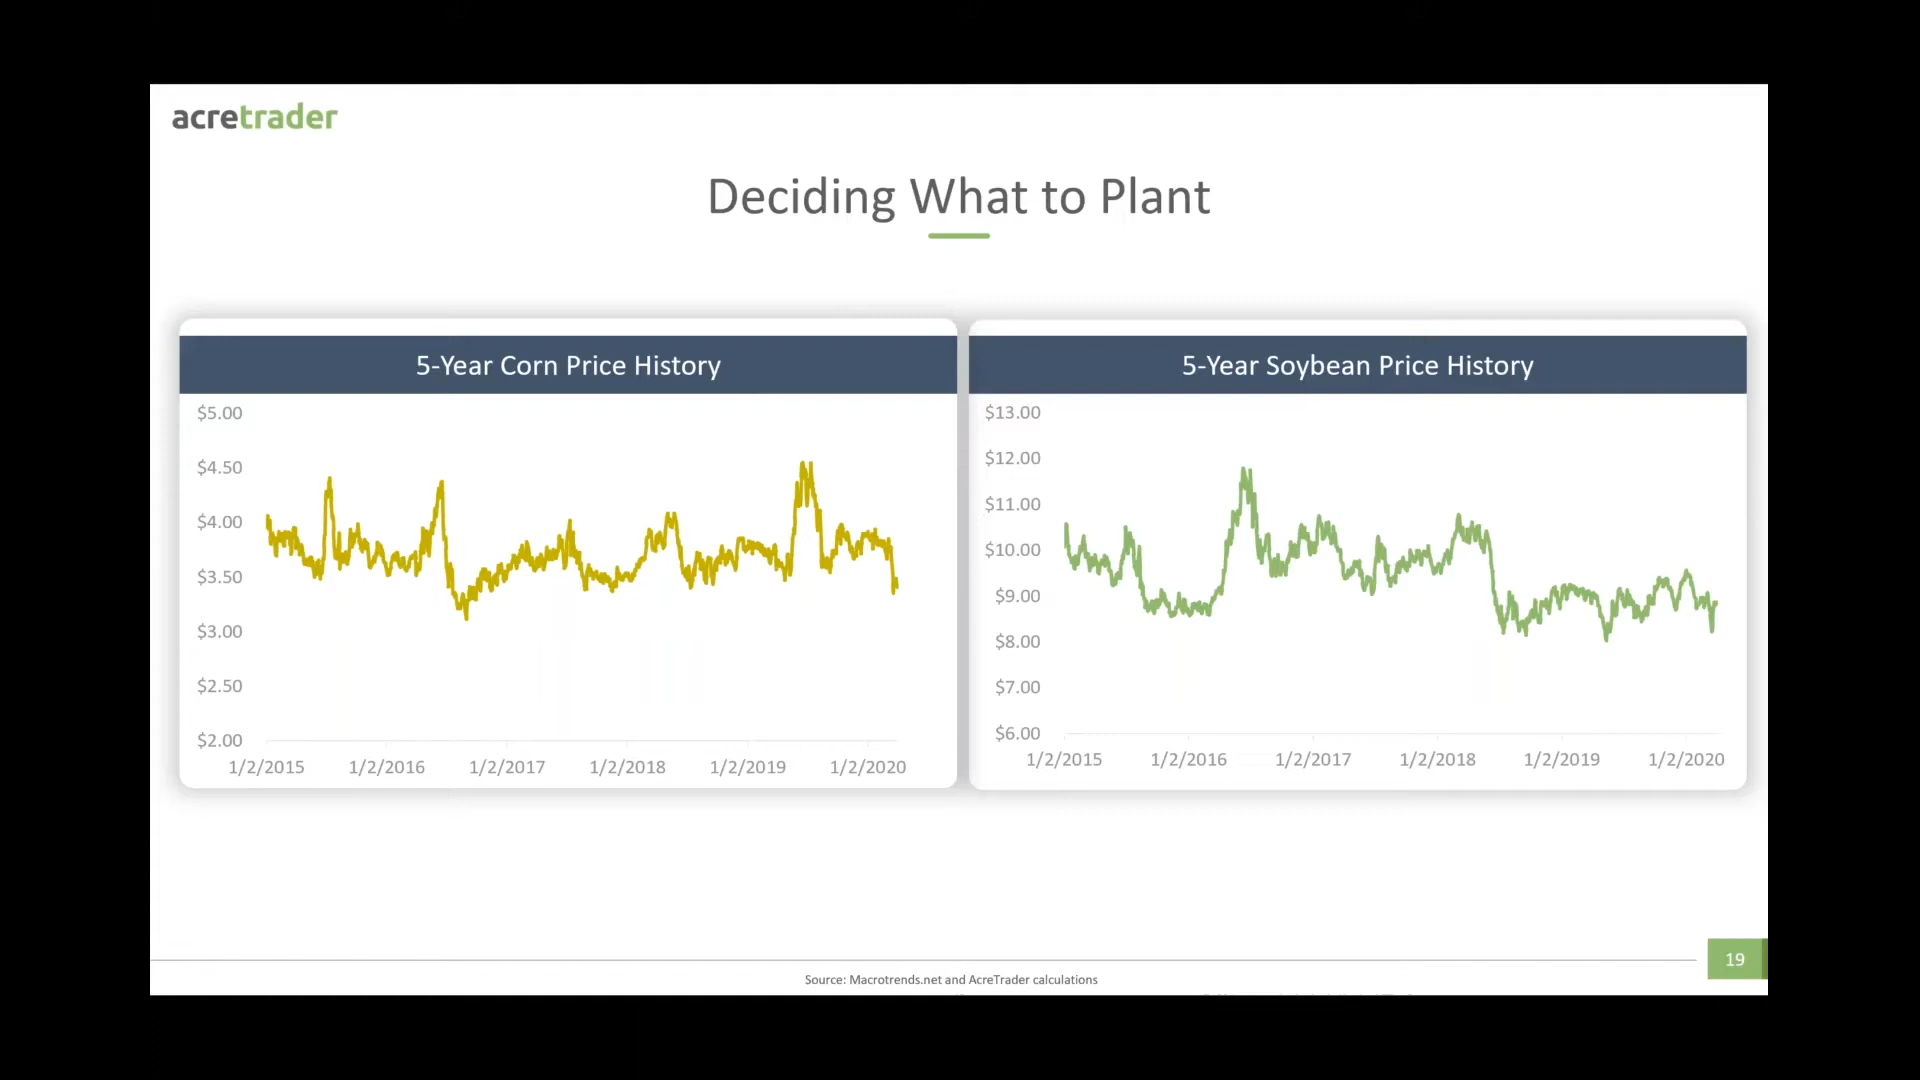 acretrader
Deciding What to Plant
5-Year Corn Price History
$5.00
$4.50
$4.00
$3.50
$3.00
$2.50
$2.00
1/2/2015 1/2/2016 1/2/2017 1/2/2018 1/2/2019 1/2/2020
5-Year Soybean Price History
$13.00
$12.00
$11.00
$10.00
$9.00
$8.00
$7.00
$6.00
1/2/2015 1/2/2016 1/2/2017 1/2/2018 1/2/2019 1/2/2020
19
Source: Macrotrends.net and AcreTrader calculations